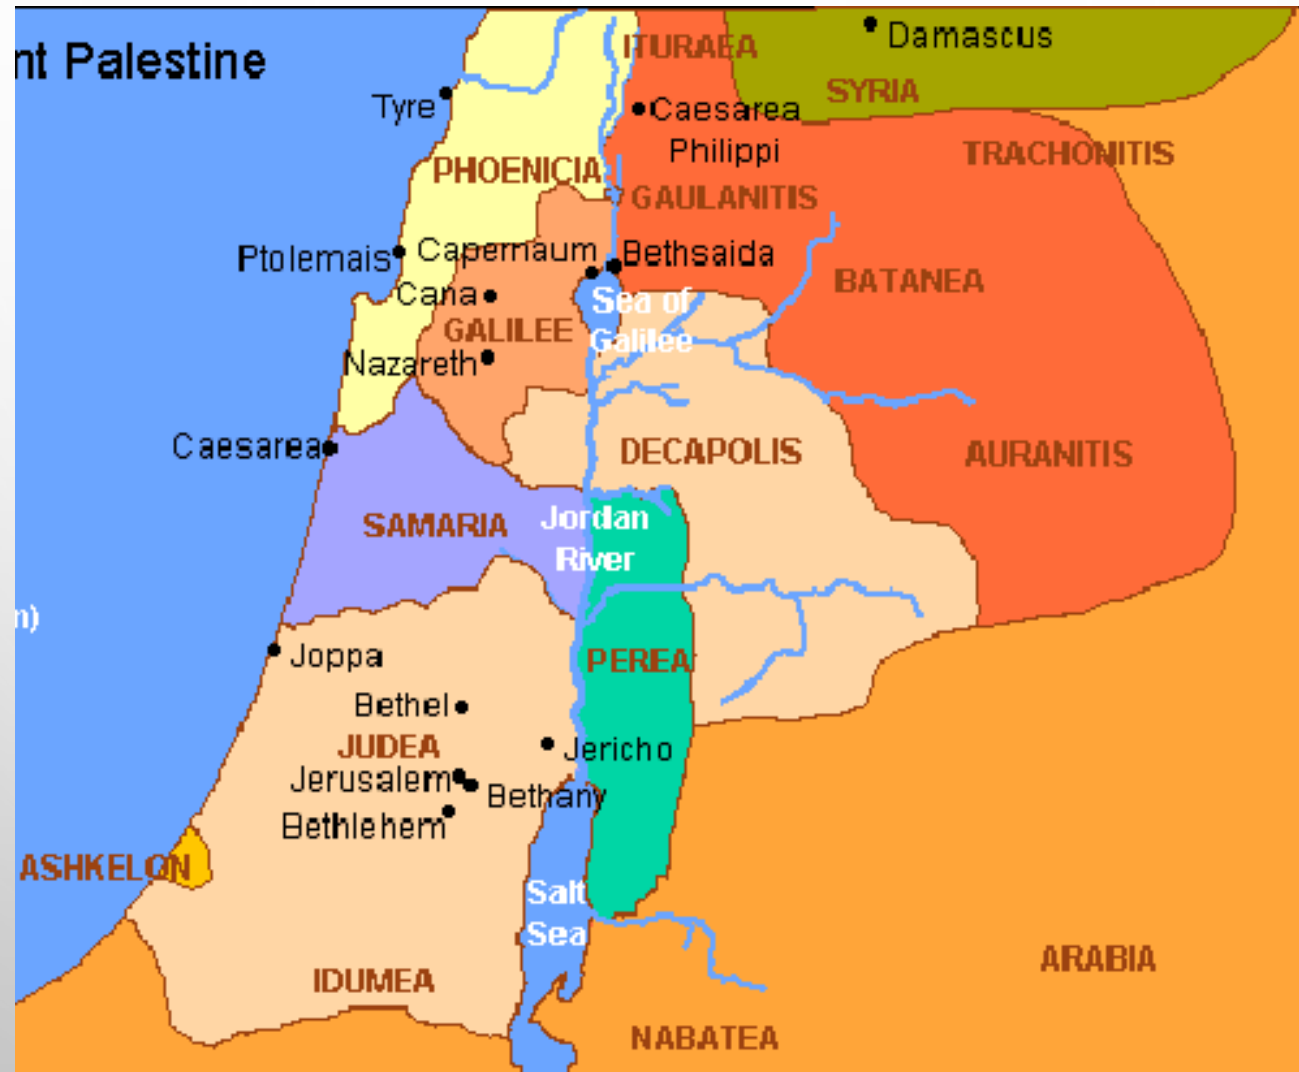 nt Palestine
Damascus
ITURAEA
SYRIA
Tyre
Caesarea
Philippi
TRACHONITIS
PHOENICIA
GAULANITIS
Ptolemais
Capernaum
Bethsaida
BATANEA
Cana
Sea of
Galilee
GALILEE
Nazareth
Caesarea
DECAPOLIS
AURANITIS
SAMARIA
Jordan
River
n)
Joppa
PEREA
Bethel
JUDEA
Jericho
Jerusalem
Bethany
Bethlehem
ASHKELON
Salt
Sea
IDUMEA
ARABIA
NABATEA